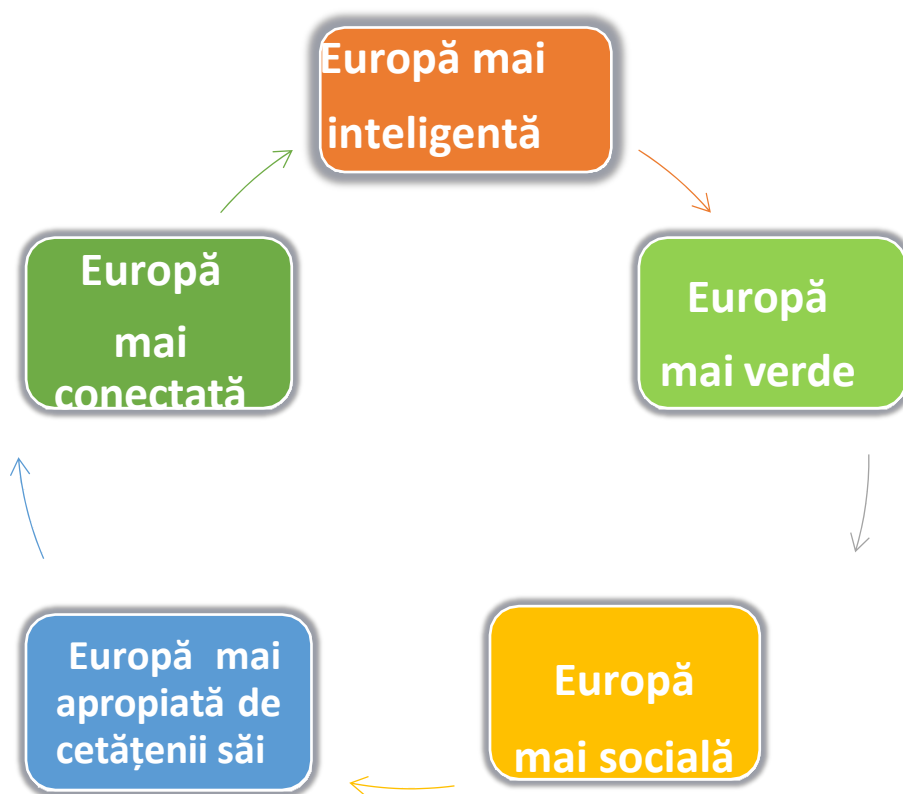 Europă mai
inteligentă
Europă
mai verde
Europă
mai socială
Europă mai
apropiată de
cetățenii săi
Europă
mai
conectată